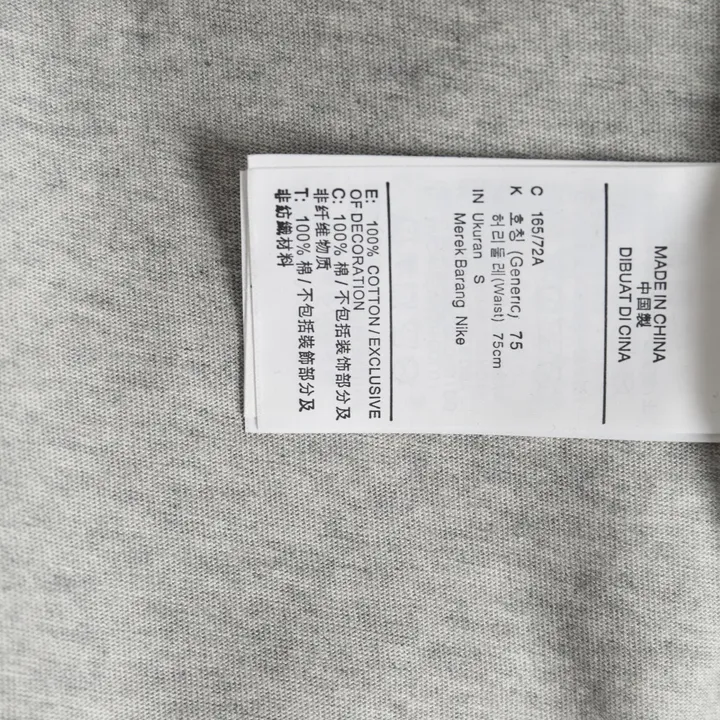 MADE IN CHINA
中国製
DIBUAT DI CINA
C 165/72A
K 호칭 (Generic) 75
허리둘레(Waist) 75cm
IN Ukuran S
Merek Barang Nike
E: 100% COTTON/EXCLUSIVE
OF DECORATION
C: 100% 棉/不包括装饰部分及
非纤维物质
T: 100% 棉/不包括裝飾部分及
非紡織材料